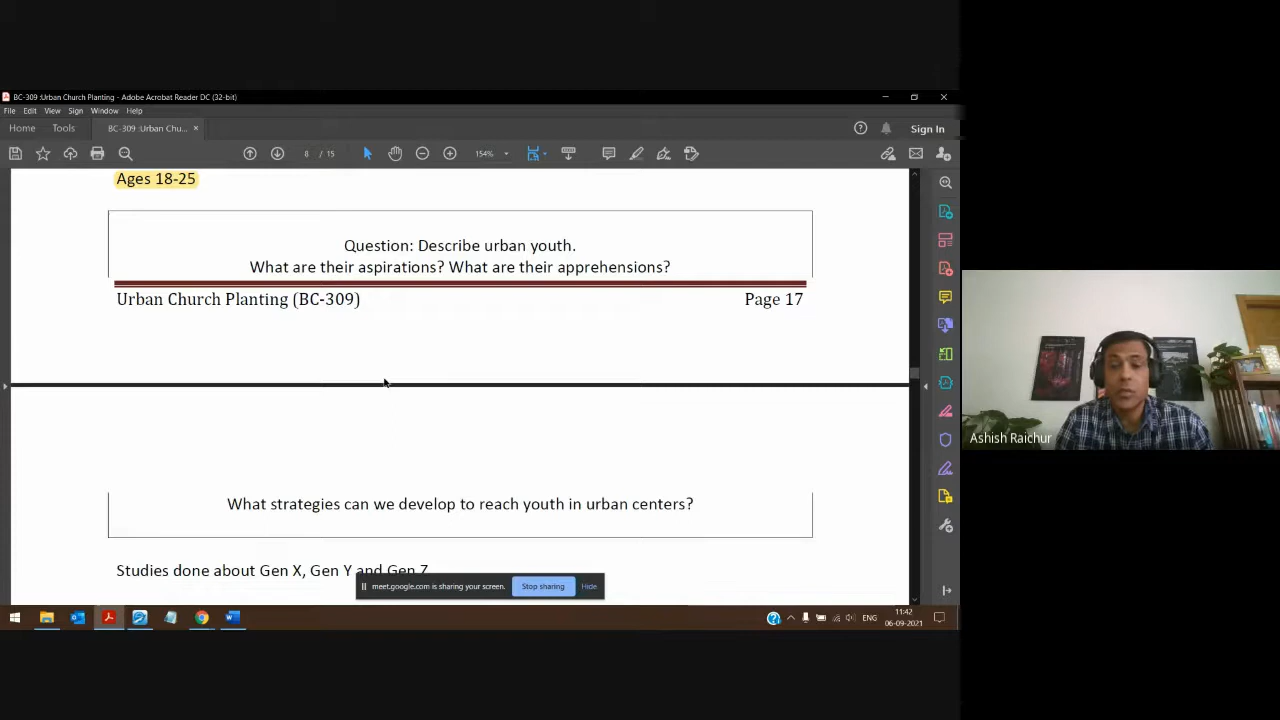 BC-309 :Urban Church Planting - Adobe Acrobat Reader DC (32-bit)
File Edit View Sign Window Help
Home Tools BC-309 :Urban Chu... × Sign In
8 / 15 154%
Ages 18-25
Question: Describe urban youth.
What are their aspirations? What are their apprehensions?
Urban Church Planting (BC-309) Page 17
What strategies can we develop to reach youth in urban centers?
Studies done about Gen X, Gen Y and Gen Z
meet.google.com is sharing your screen. Stop sharing Hide
Ashish Raichur
ENG 11:42
06-09-2021